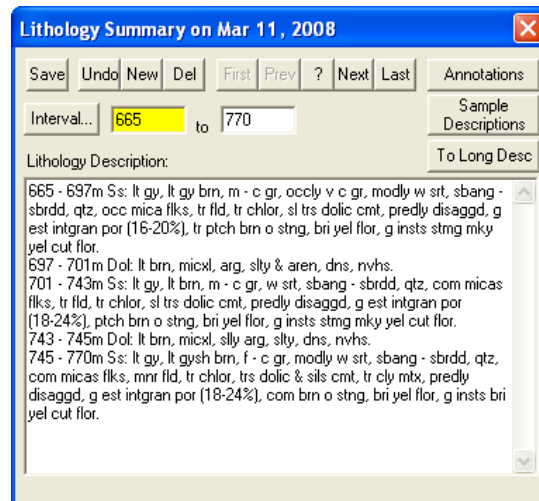 Lithology Summary on Mar 11, 2008
Save Undo New Del First Prev ? Next Last Annotations
Interval... 665 to 770 Sample Descriptions
Lithology Description: To Long Desc
665 - 697m Ss: lt gy, lt gy brn, m - c gr, occly v c gr, modly w srt, sbang -
sbrdd, qtz, occ mica flks, tr fld, tr chlor, sl trs dolic cmt, predly disaggd, g
est intgran por (16-20%), tr ptch brn o stng, bri yel flor, g insts stmg mky
yel cut flor.
697 - 701m Dol: lt brn, micxl, arg, slty & aren, dns, nvhs.
701 - 743m Ss: lt gy, lt brn, m - c gr, w srt, sbang - sbrdd, qtz, com micas
flks, tr fld, tr chlor, sl trs dolic cmt, predly disaggd, g est intgran por
(18-24%), ptch brn o stng, bri yel flor, g insts stmg mky yel cut flor.
743 - 745m Dol: lt brn, micxl, slly arg, slty, dns, nvhs.
745 - 770m Ss: lt gy, lt gysh brn, f - c gr, modly w srt, sbang - sbrdd, qtz,
com micas flks, mnr fld, tr chlor, trs dolic & sils cmt, tr cly mtx, predly
disaggd, g est intgran por (18-24%), com brn o stng, bri yel flor, g insts bri
yel cut flor.